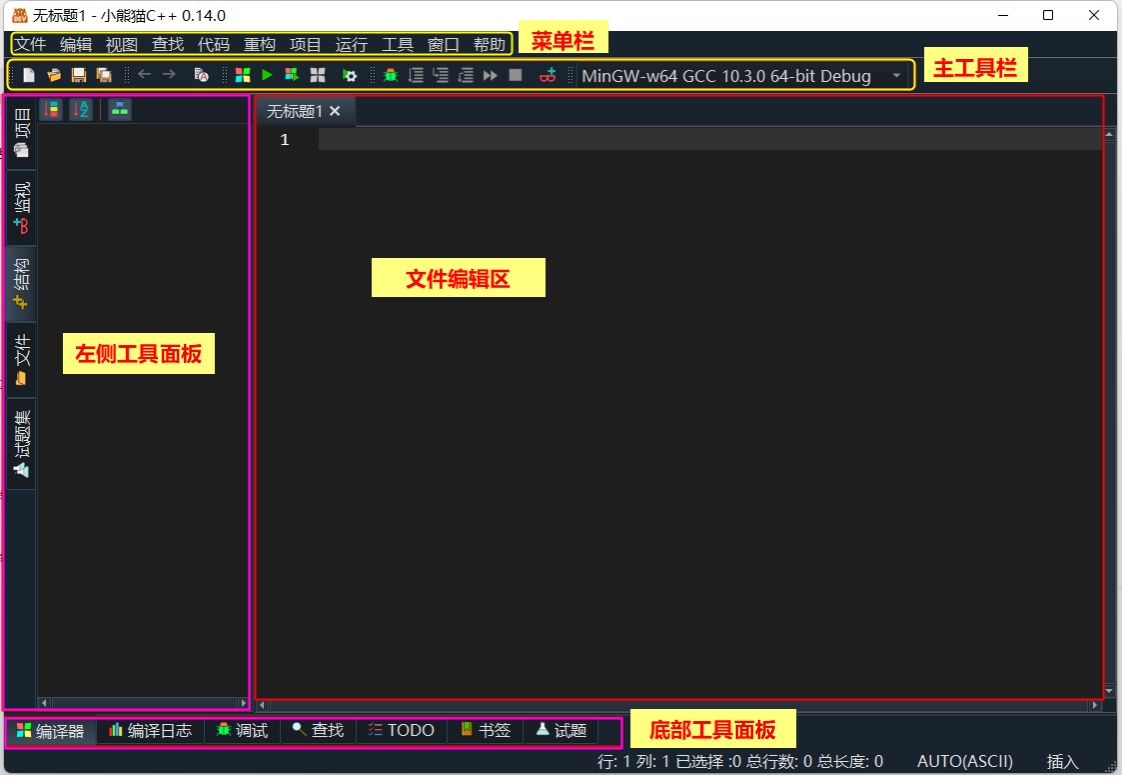 无标题1 - 小熊猫C++ 0.14.0
文件 编辑 视图 查找 代码 重构 项目 运行 工具 窗口 帮助
菜单栏
MinGW-w64 GCC 10.3.0 64-bit Debug
主工具栏
项目
监视
结构
文件
试题集
无标题1
1
文件编辑区
左侧工具面板
编译器 编译日志 调试 查找 TODO 书签 试题
底部工具面板
行: 1 列: 1 已选择 :0 总行数: 0 总长度: 0 AUTO(ASCII) 插入